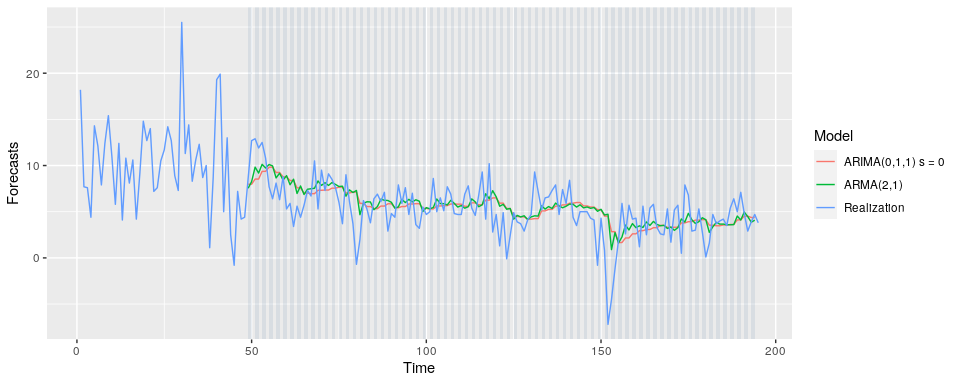 Forecasts
20
10
0
0
50
100
150
200
Time
Model
ARIMA(0,1,1) s = 0
ARMA(2,1)
Realization